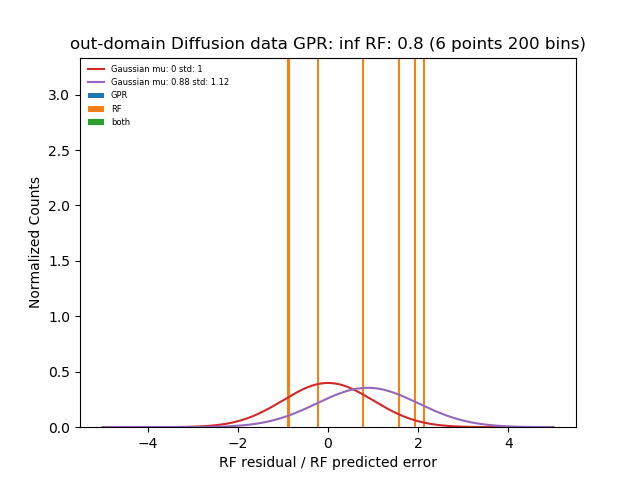 out-domain Diffusion data GPR: inf RF: 0.8 (6 points 200 bins)
Gaussian mu: 0 std: 1
Gaussian mu: 0.88 std: 1.12
GPR
RF
both
Normalized Counts
3.0
2.5
2.0
1.5
1.0
0.5
0.0
−4
−2
0
2
4
RF residual / RF predicted error